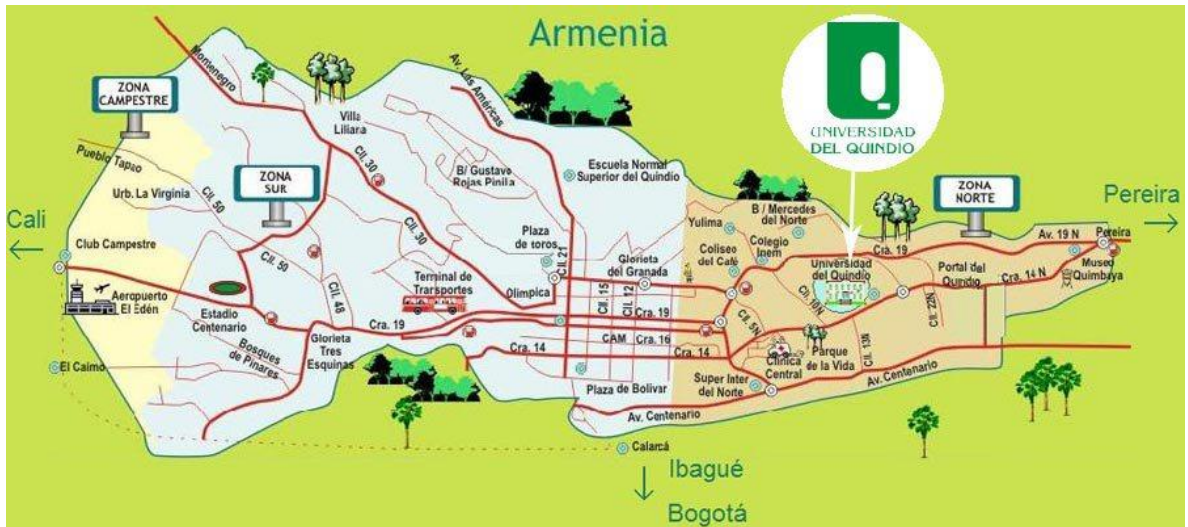 Armenia
UNIVERSIDAD
DEL QUINDIO
ZONA
CAMPESTRE
ZONA
SUR
ZONA
NORTE
Cali
Pereira
Ibagué
Bogotá
Montenegro
Av. Las Américas
Villa
Liliana
Cll. 30
B/ Gustavo
Rojas Pinilla
Escuela Normal
Superior del Quindío
Pueblo Tapao
Urb. La Virginia
Cll. 50
Club Campestre
Cll. 50
Cll. 30
Plaza
de toros
Cll. 21
Yulima
B / Mercedes
del Norte
Coliseo
del Café
Colegio
Inem
Cra. 19
Av. 19 N
Pereira
Aeropuerto
El Edén
Estadio
Centenario
Cll. 48
Terminal de
Transportes
Olimpica
Glorieta
del Granada
Cll. 15
Cll. 12
Universidad
del Quindío
Portal del
Quindío
Cra. 14 N
Museo
Quimbaya
Cll. 10N
Cll. 22N
Cra. 19
Cra. 19
Cll. 5N
Glorieta
Tres
Esquinas
Bosques
de Pinares
CAM
Cra. 16
Cra. 14
Cra. 14
Clínica
Central
Parque
de la Vida
Cll. 13N
El Caimo
Plaza de Bolivar
Super Inter
del Norte
Av. Centenario
Av. Centenario
Calarcá